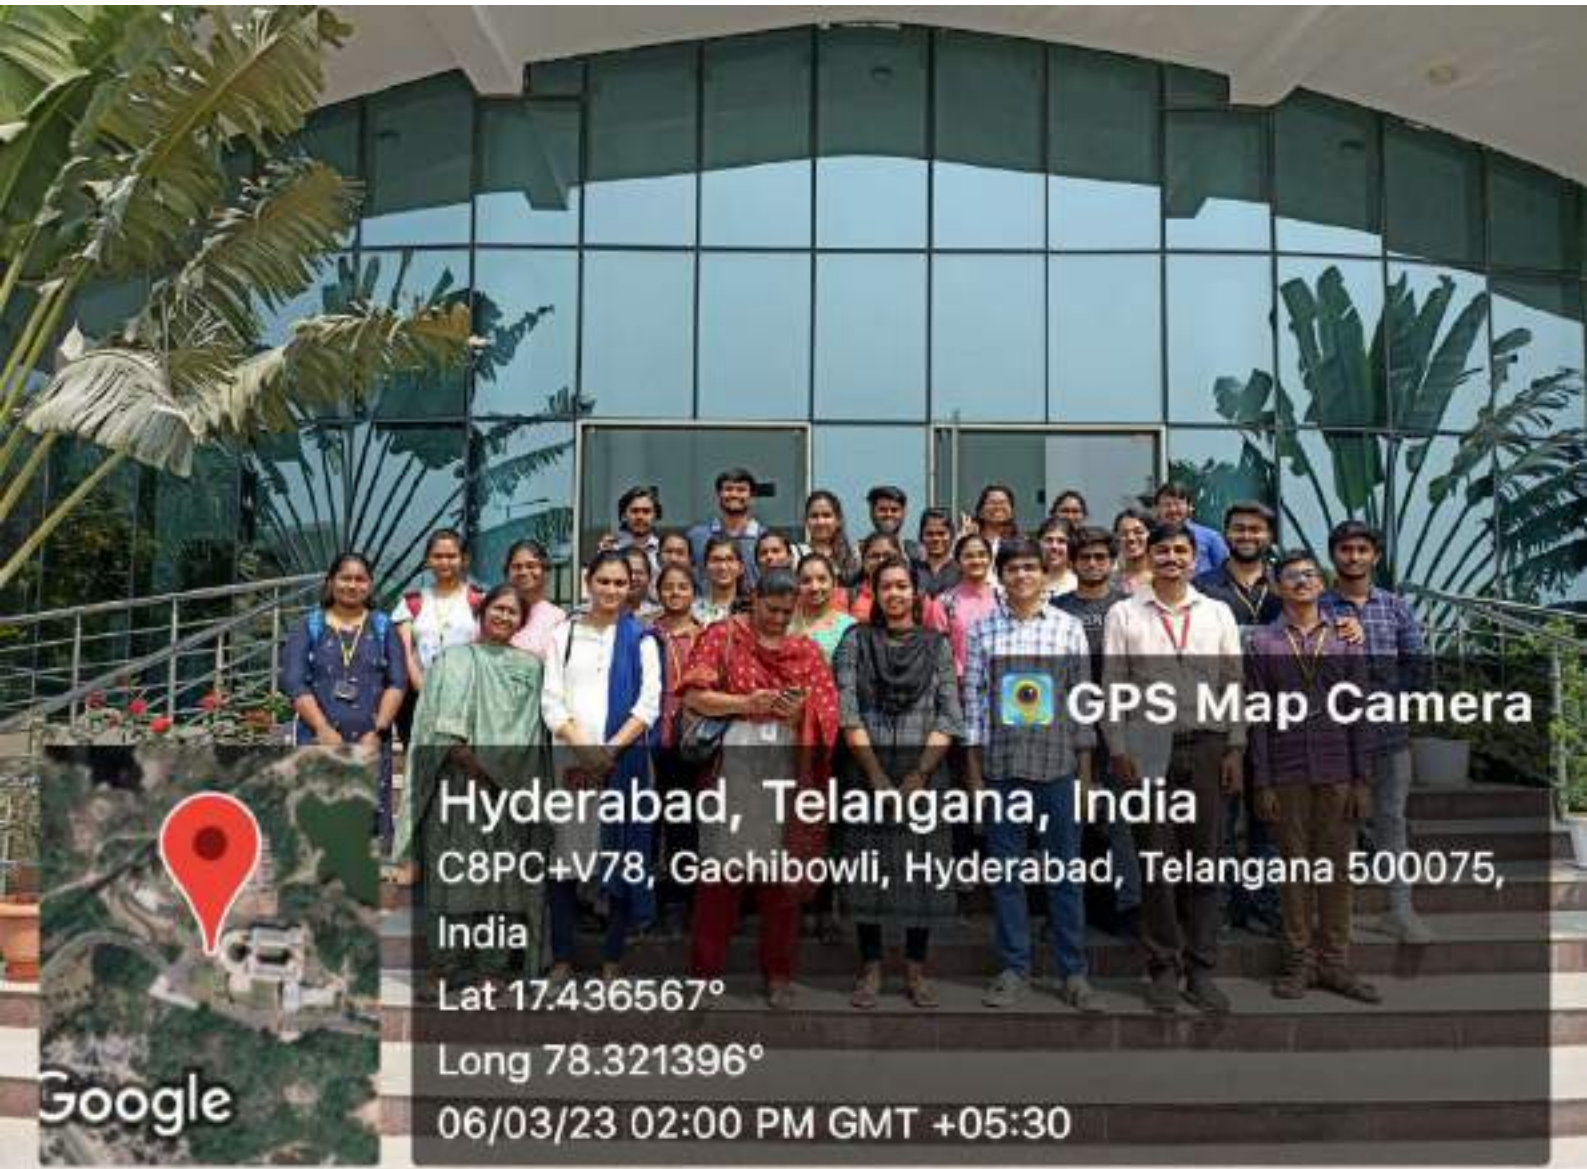 GPS Map Camera
Hyderabad, Telangana, India
C8PC+V78, Gachibowli, Hyderabad, Telangana 500075,
India
Lat 17.436567°
Long 78.321396°
06/03/23 02:00 PM GMT +05:30
Google